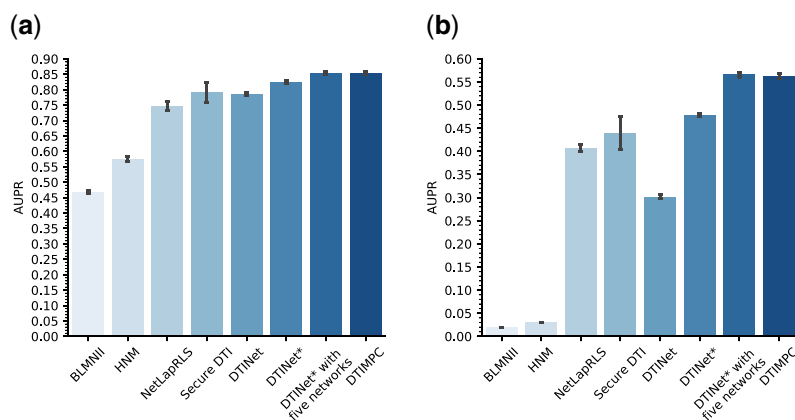 (a)
(b)
0.90
0.85
0.80
0.75
0.70
0.65
0.60
0.55
0.50
0.45
0.40
0.35
0.30
0.25
0.20
0.15
0.10
0.05
0.00
AUPR
BLMNII
HNM
NetLapRLS
Secure DTI
DTINet
DTINet*
DTINet* with
five networks
DTIMPC
0.60
0.55
0.50
0.45
0.40
0.35
0.30
0.25
0.20
0.15
0.10
0.05
0.00
AUPR
BLMNII
HNM
NetLapRLS
Secure DTI
DTINet
DTINet*
DTINet* with
five networks
DTIMPC